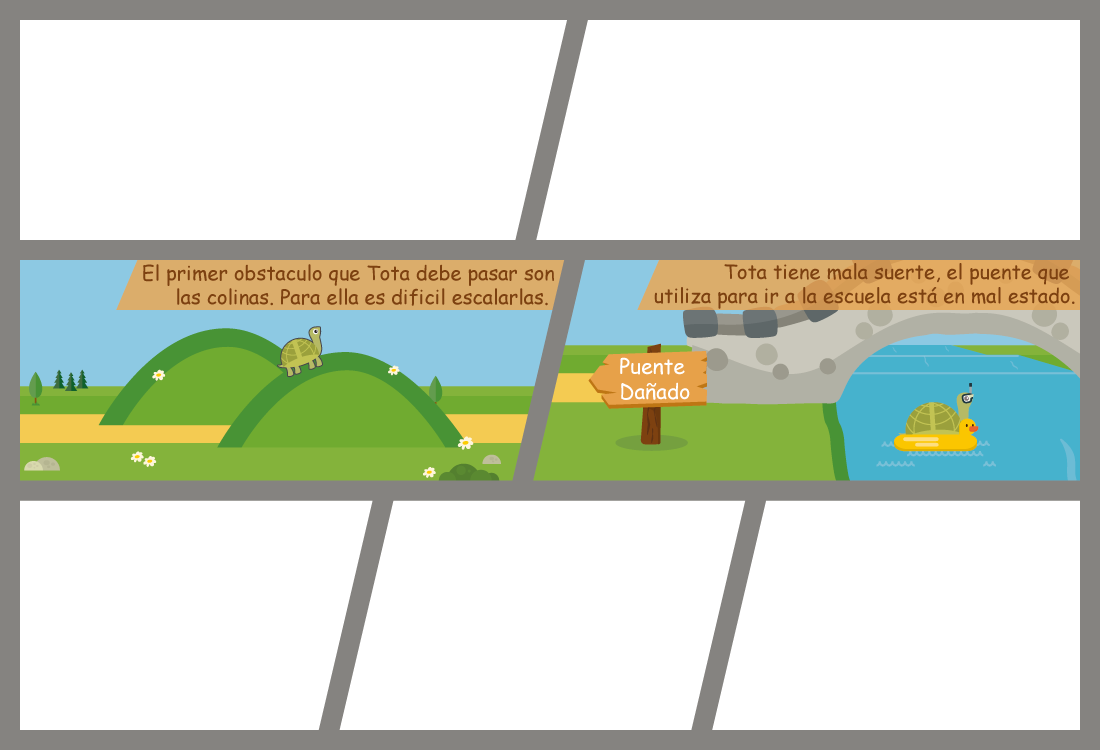 El primer obstaculo que Tota debe pasar son
las colinas. Para ella es dificil escalarlas.
Tota tiene mala suerte, el puente que
utiliza para ir a la escuela está en mal estado.
Puente
Dañado